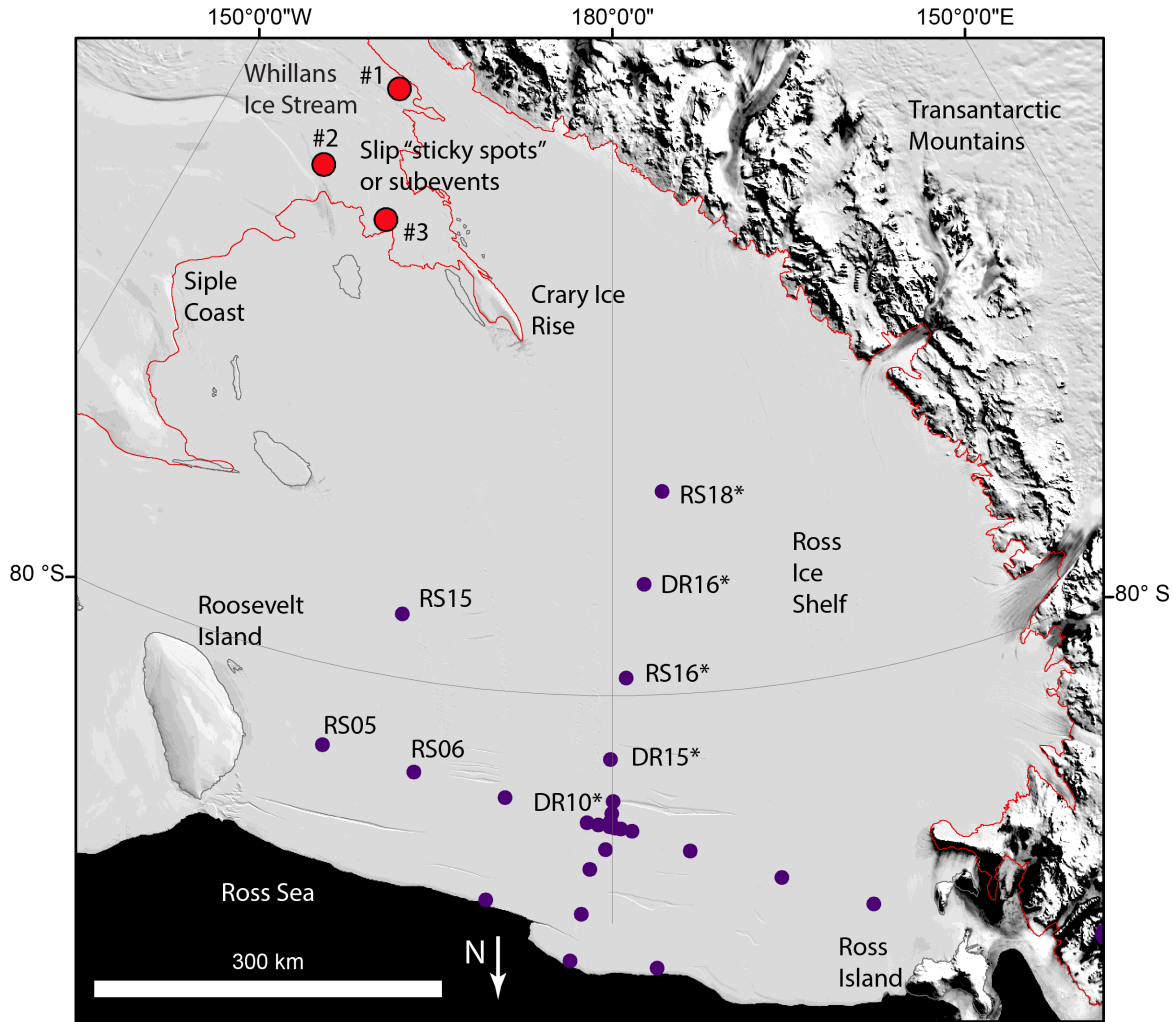 150°0'0"W
180°0'0"
150°0'0"E
Whillans
Ice Stream
#1
Transantarctic
Mountains
#2
Slip “sticky spots”
or subevents
#3
Siple
Coast
Crary Ice
Rise
RS18*
Ross
Ice
Shelf
80 °S
DR16*
80° S
RS15
Roosevelt
Island
RS16*
RS05
RS06
DR15*
DR10*
Ross Sea
N
Ross
Island
300 km